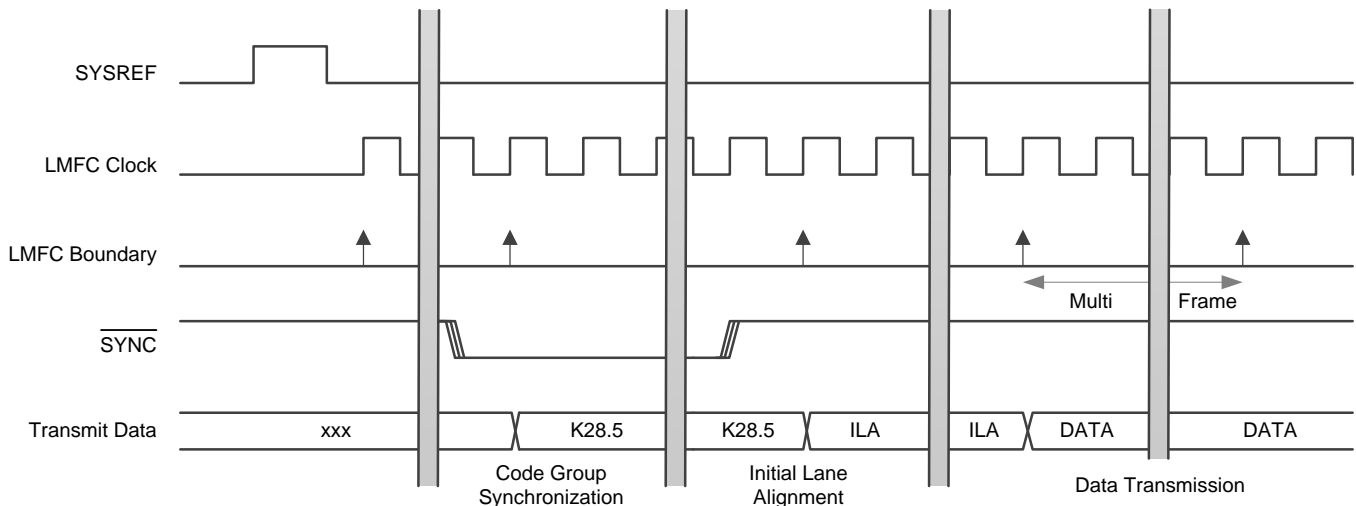 SYSREF
LMFC Clock
LMFC Boundary
Multi Frame
SYNC
Transmit Data xxx K28.5 K28.5 ILA ILA DATA DATA
Code Group
Synchronization
Initial Lane
Alignment
Data Transmission